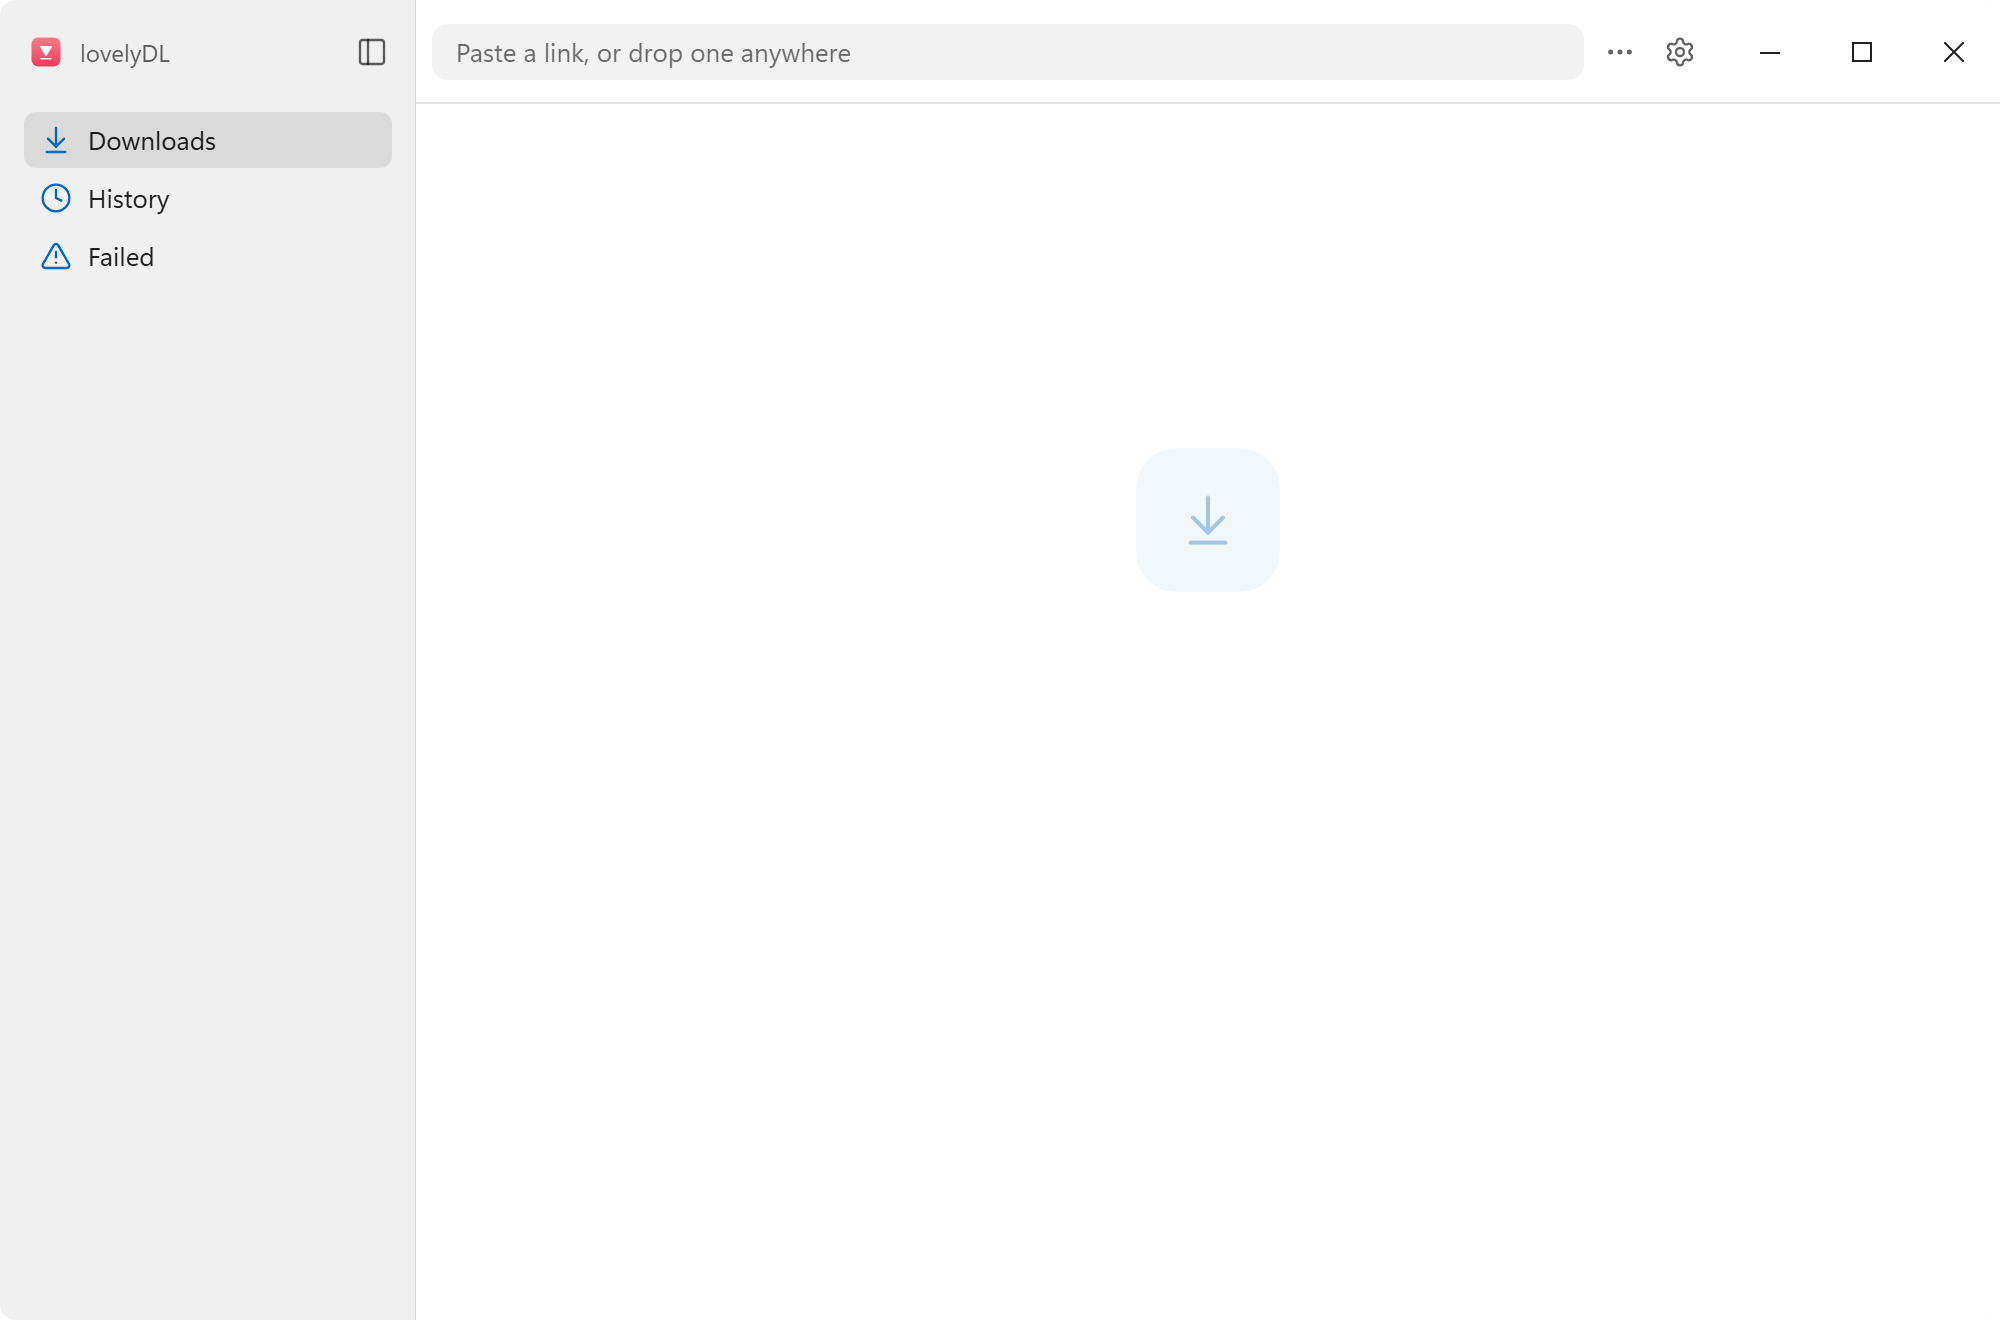 lovelyDL
Paste a link, or drop one anywhere
Downloads
History
Failed